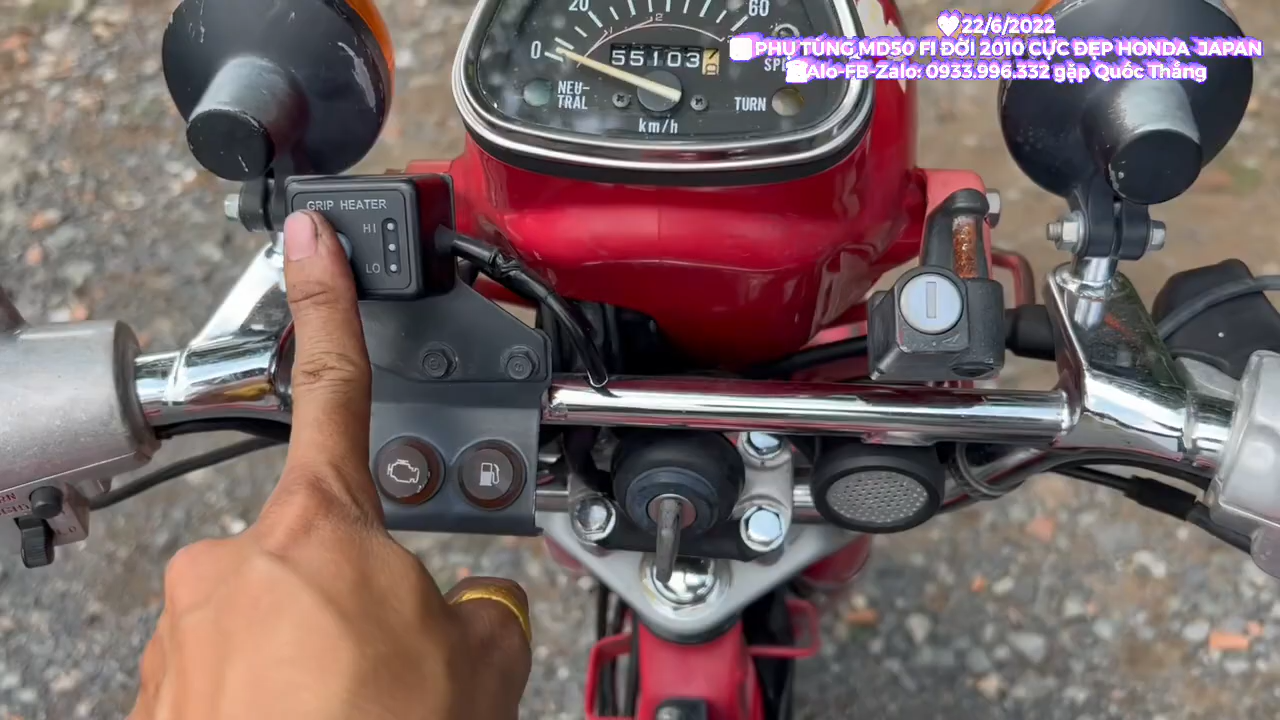 🤍22/6/2022
PHỤ TÙNG MD50 FI ĐỜI 2010 CỰC ĐẸP HONDA JAPAN
Alo-FB-Zalo: 0933.996.332 gặp Quốc Thắng
20
60
0
55103
NEU-
TRAL
TURN
km/h
GRIP HEATER
HI
LO